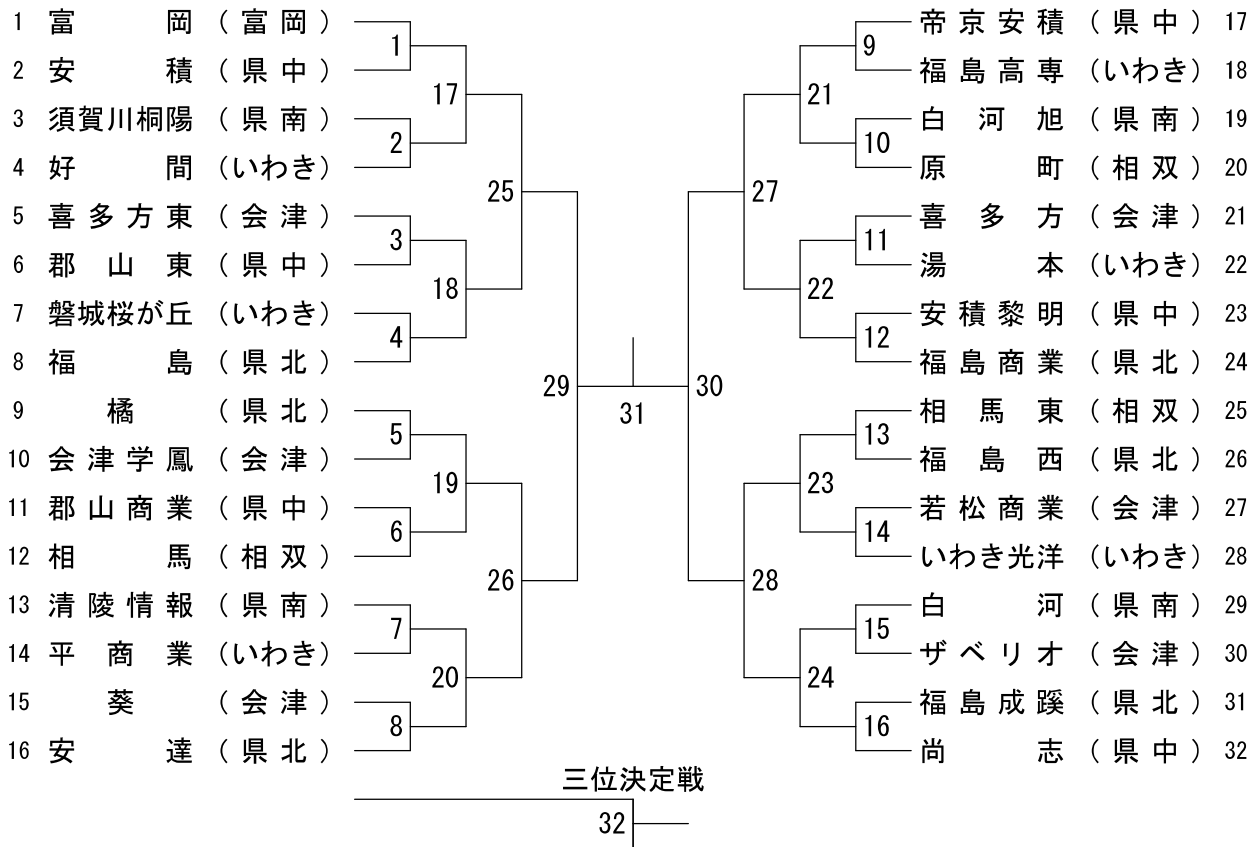 1 富岡 (富岡)
2 安積 (県中)
3 須賀川桐陽 (県南)
4 好間 (いわき)
5 喜多方東 (会津)
6 郡山東 (県中)
7 磐城桜が丘 (いわき)
8 福島 (県北)
9 橘 (県北)
10 会津学鳳 (会津)
11 郡山商業 (県中)
12 相馬 (相双)
13 清陵情報 (県南)
14 平商業 (いわき)
15 葵 (会津)
16 安達 (県北)
1
2
3
4
5
6
7
8
17
18
19
20
25
26
29
31
30
27
28
21
22
23
24
9
10
11
12
13
14
15
16
帝京安積 (県中) 17
福島高専 (いわき) 18
白河旭 (県南) 19
原町 (相双) 20
喜多方 (会津) 21
湯本 (いわき) 22
安積黎明 (県中) 23
福島商業 (県北) 24
相馬東 (相双) 25
福島西 (県北) 26
若松商業 (会津) 27
いわき光洋 (いわき) 28
白河 (県南) 29
ザベリオ (会津) 30
福島成蹊 (県北) 31
尚志 (県中) 32
三位決定戦
32